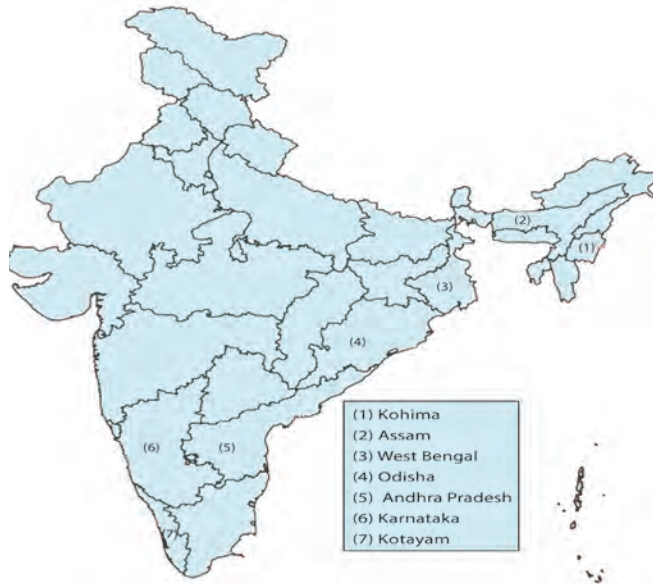 (2)
(1)
(3)
(4)
(6)
(5)
(7)
(1) Kohima
(2) Assam
(3) West Bengal
(4) Odisha
(5) Andhra Pradesh
(6) Karnataka
(7) Kotayam